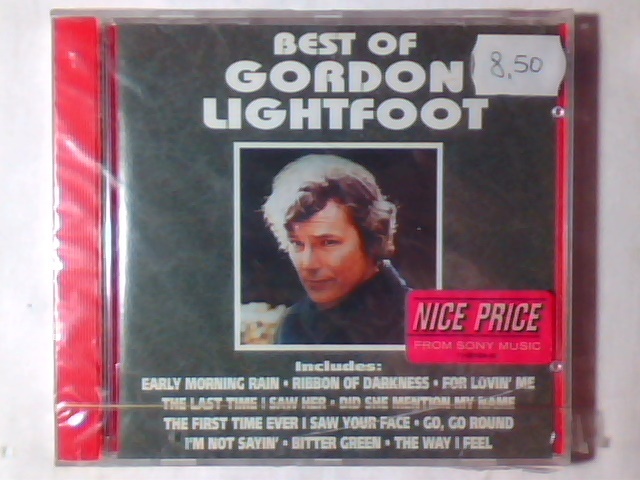 BEST OF
GORDON
LIGHTFOOT
8,50
NICE PRICE
FROM SONY MUSIC
Includes:
EARLY MORNING RAIN • RIBBON OF DARKNESS • FOR LOVIN' ME
THE LAST TIME I SAW HER • DID SHE MENTION MY NAME
THE FIRST TIME EVER I SAW YOUR FACE • GO, GO ROUND
I'M NOT SAYIN' • BITTER GREEN • THE WAY I FEEL